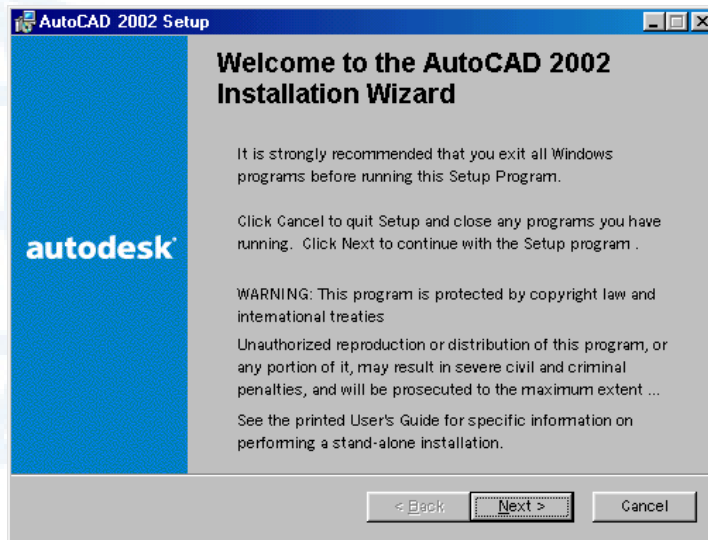 AutoCAD 2002 Setup
Welcome to the AutoCAD 2002
Installation Wizard
It is strongly recommended that you exit all Windows
programs before running this Setup Program.
Click Cancel to quit Setup and close any programs you have
running.  Click Next to continue with the Setup program .
autodesk
WARNING: This program is protected by copyright law and
international treaties
Unauthorized reproduction or distribution of this program, or
any portion of it, may result in severe civil and criminal
penalties, and will be prosecuted to the maximum extent ...
See the printed User's Guide for specific information on
performing a stand-alone installation.
< Back
Next >
Cancel